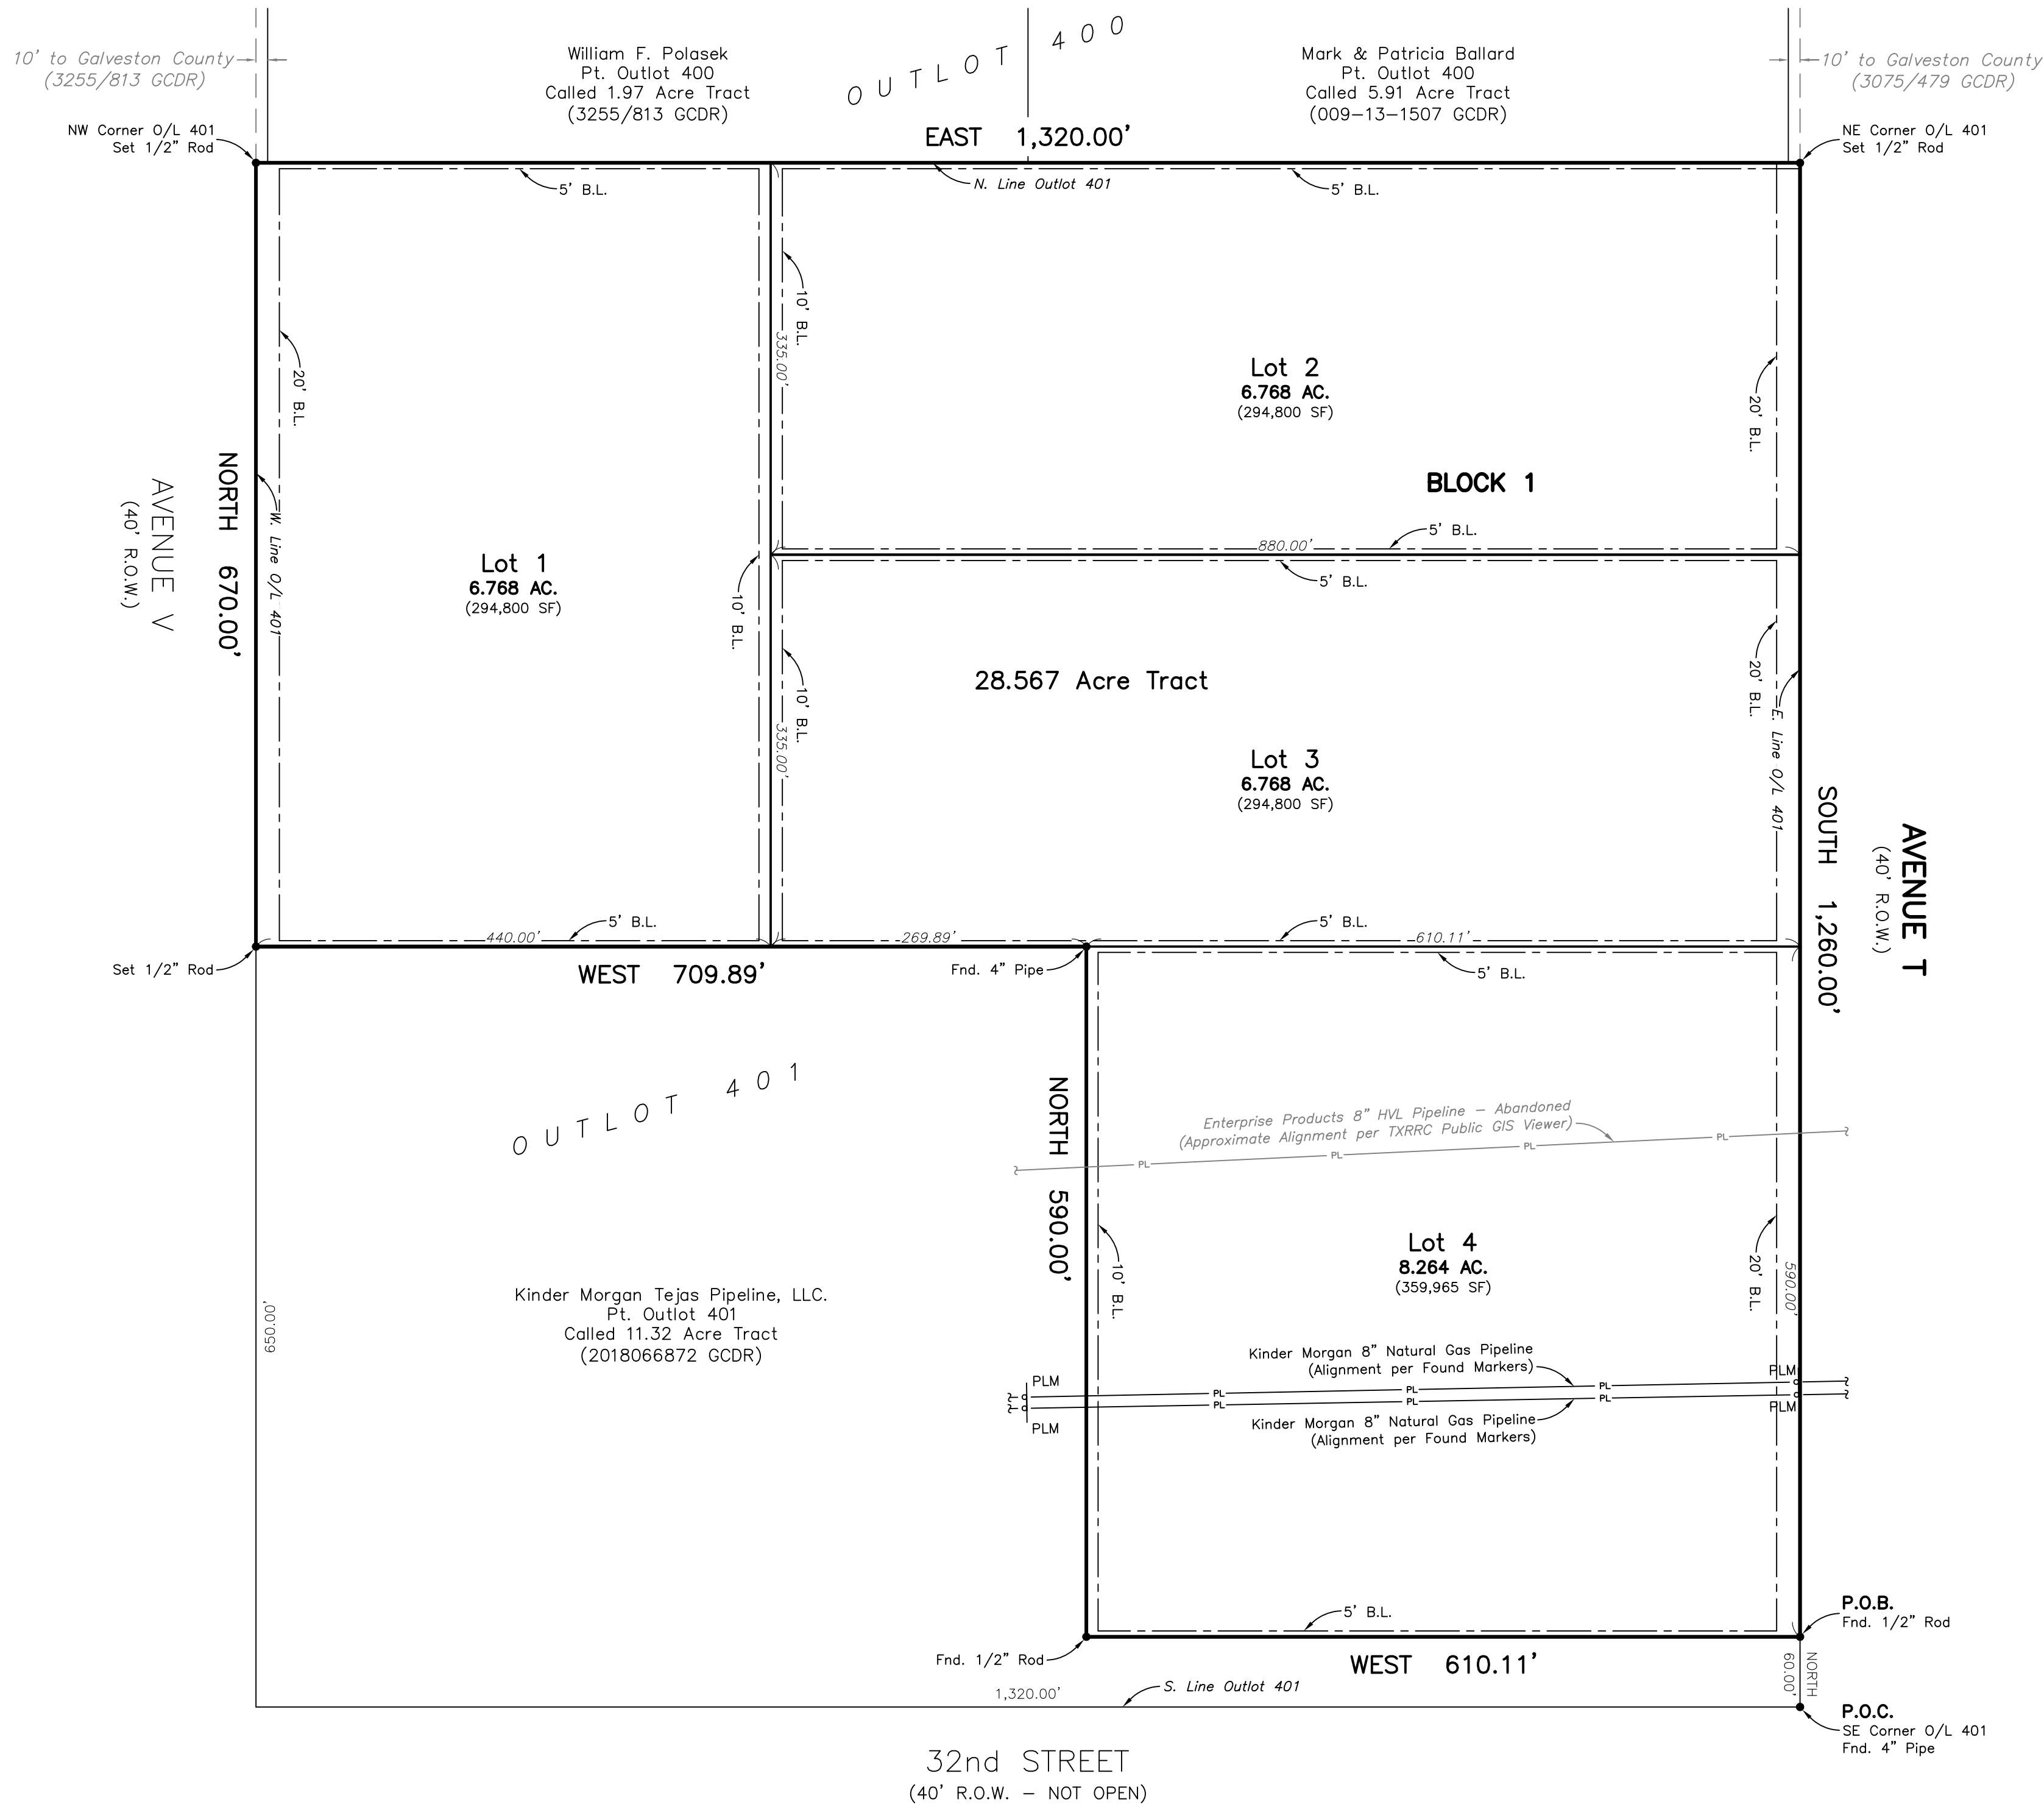 10' to Galveston County
(3255/813 GCDR)
William F. Polasek
Pt. Outlot 400
Called 1.97 Acre Tract
(3255/813 GCDR)
OUTLOT 400
Mark & Patricia Ballard
Pt. Outlot 400
Called 5.91 Acre Tract
(009-13-1507 GCDR)
10' to Galveston County
(3075/479 GCDR)
NW Corner O/L 401
Set 1/2" Rod
EAST 1,320.00'
NE Corner O/L 401
Set 1/2" Rod
5' B.L.
N. Line Outlot 401
5' B.L.
10' B.L.
335.00'
20' B.L.
Lot 2
6.768 AC.
(294,800 SF)
20' B.L.
BLOCK 1
AVENUE V
(40' R.O.W.)
NORTH 670.00'
W. Line O/L 401
5' B.L.
880.00'
5' B.L.
Lot 1
6.768 AC.
(294,800 SF)
10' B.L.
10' B.L.
335.00'
28.567 Acre Tract
20' B.L.
E. Line O/L 401
Lot 3
6.768 AC.
(294,800 SF)
SOUTH 1,260.00'
AVENUE T
(40' R.O.W.)
5' B.L.
440.00'
269.89'
5' B.L.
610.11'
Set 1/2" Rod
WEST 709.89'
Fnd. 4" Pipe
5' B.L.
OUTLOT 401
NORTH 590.00'
Enterprise Products 8" HVL Pipeline - Abandoned
(Approximate Alignment per TXRRC Public GIS Viewer)
PL
PL
PL
PL
10' B.L.
Lot 4
8.264 AC.
(359,965 SF)
20' B.L.
590.00'
Kinder Morgan Tejas Pipeline, LLC.
Pt. Outlot 401
Called 11.32 Acre Tract
(2018066872 GCDR)
650.00'
Kinder Morgan 8" Natural Gas Pipeline
(Alignment per Found Markers)
PLM
PLM
PL
PL
PL
PL
PL
PL
PLM
PLM
Kinder Morgan 8" Natural Gas Pipeline
(Alignment per Found Markers)
5' B.L.
P.O.B.
Fnd. 1/2" Rod
Fnd. 1/2" Rod
WEST 610.11'
NORTH
60.00'
1,320.00'
S. Line Outlot 401
P.O.C.
SE Corner O/L 401
Fnd. 4" Pipe
32nd STREET
(40' R.O.W. - NOT OPEN)